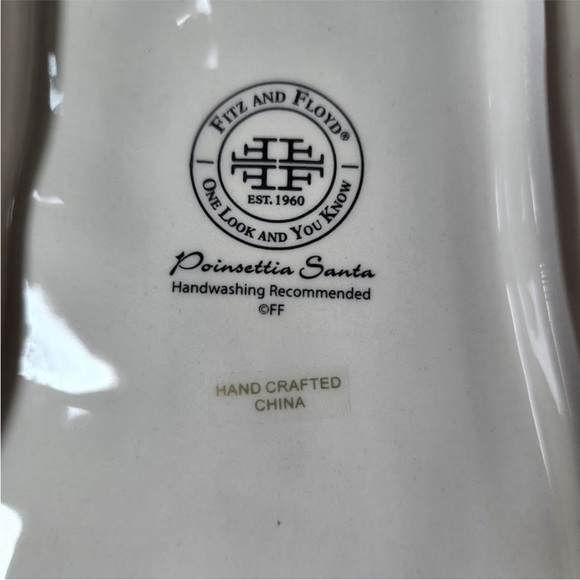 FITZ AND FLOYD®
EST. 1960
ONE LOOK AND YOU KNOW
Poinsettia Santa
Handwashing Recommended
©FF
HAND CRAFTED
CHINA